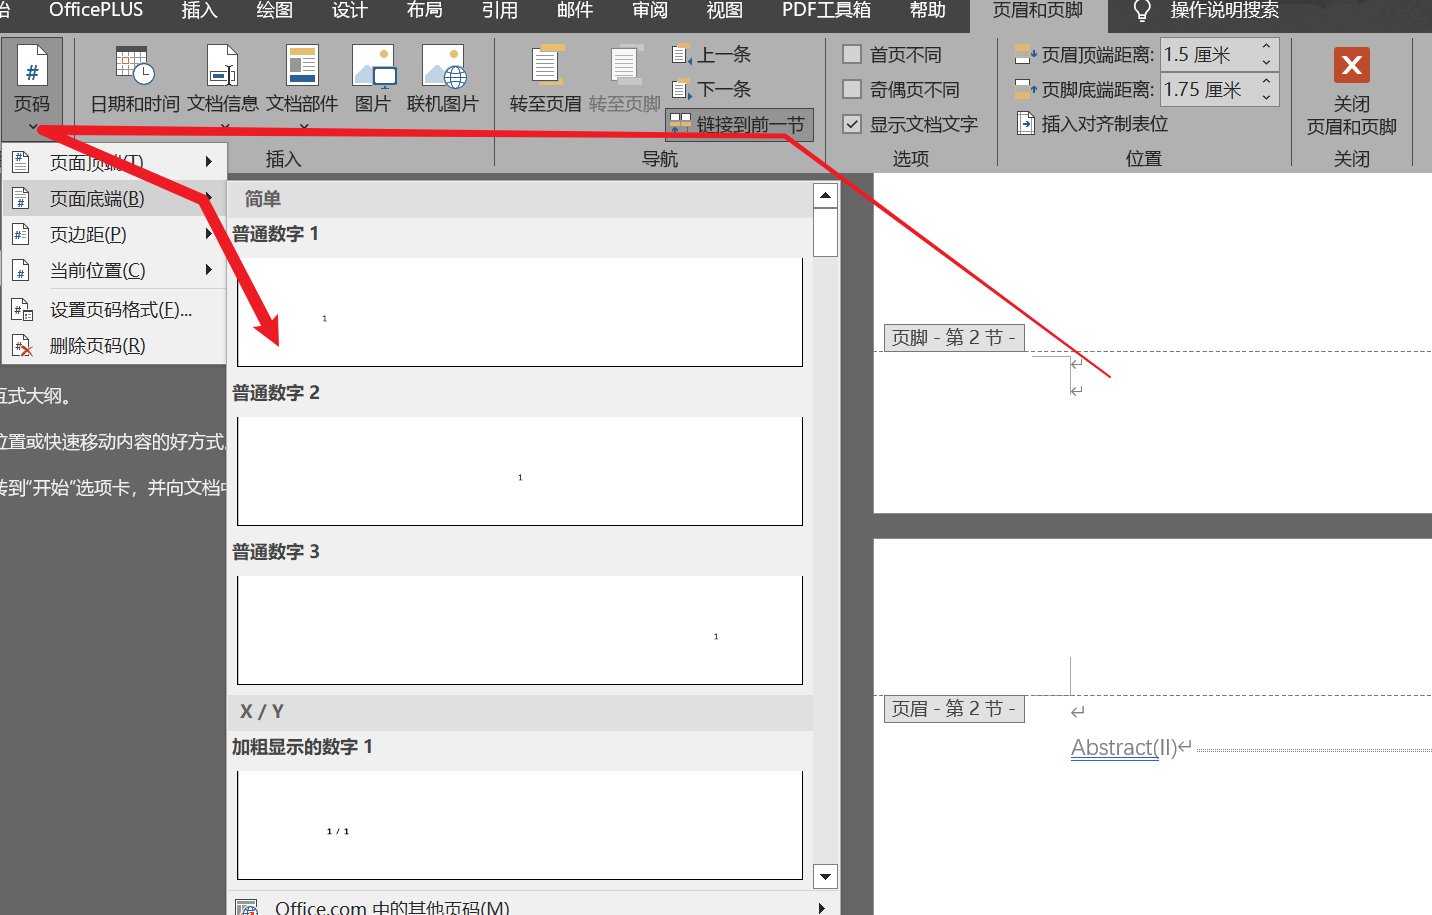 OfficePLUS 插入 绘图 设计 布局 引用 邮件 审阅 视图 PDF工具箱 帮助 页眉和页脚 操作说明搜索
页码
日期和时间 文档信息 文档部件 图片 联机图片
转至页眉 转至页脚
上一条
下一条
链接到前一节
首页不同
奇偶页不同
显示文档文字
页眉顶端距离: 1.5 厘米
页脚底端距离: 1.75 厘米
插入对齐制表位
关闭
页眉和页脚
插入 导航 选项 位置 关闭
页面顶端(T)
页面底端(B)
页边距(P)
当前位置(C)
设置页码格式(F)...
删除页码(R)
互式大纲。
位置或快速移动内容的好方式
转到“开始”选项卡，并向文档中
简单
普通数字 1
1
普通数字 2
1
普通数字 3
1
X / Y
加粗显示的数字 1
1 / 1
Office.com 中的其他页码(M)
页脚 - 第 2 节 -
页眉 - 第 2 节 -
Abstract(II)